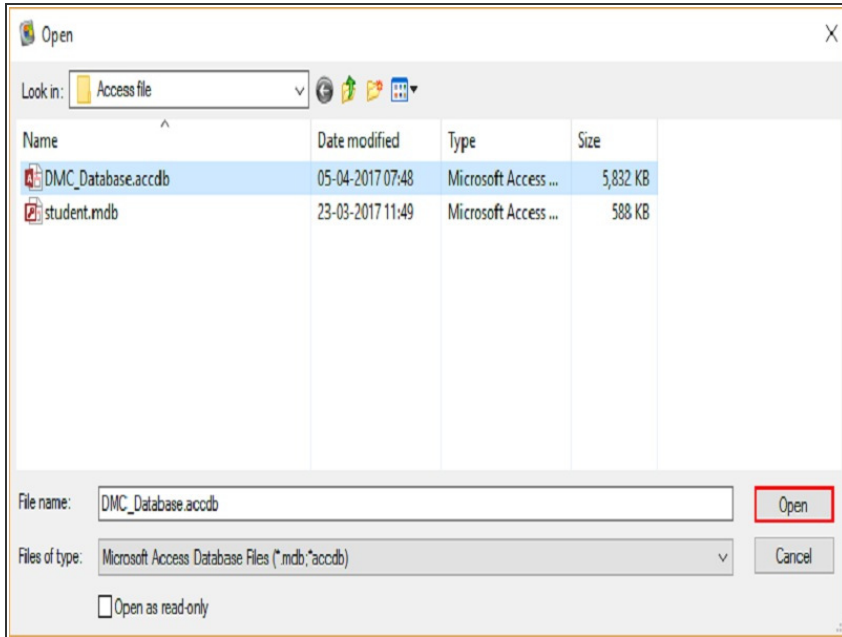 Open
Look in: Access file
Name Date modified Type Size
DMC_Database.accdb 05-04-2017 07:48 Microsoft Access ... 5,832 KB
student.mdb 23-03-2017 11:49 Microsoft Access ... 588 KB
File name: DMC_Database.accdb Open
Files of type: Microsoft Access Database Files (*.mdb;*accdb) Cancel
Open as read-only